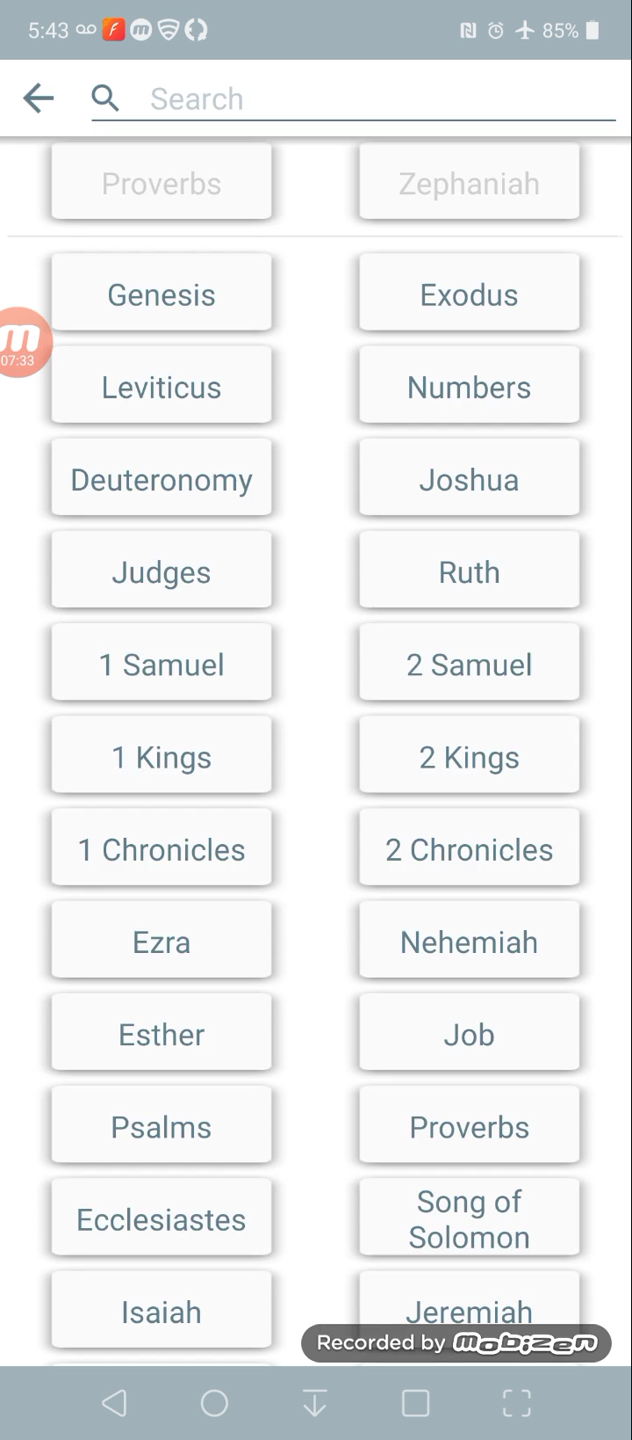 5:43
85%
Search
Proverbs Zephaniah
Genesis Exodus
m
07:33
Leviticus Numbers
Deuteronomy Joshua
Judges Ruth
1 Samuel 2 Samuel
1 Kings 2 Kings
1 Chronicles 2 Chronicles
Ezra Nehemiah
Esther Job
Psalms Proverbs
Ecclesiastes Song of
Solomon
Isaiah Jeremiah
Recorded by mobizen